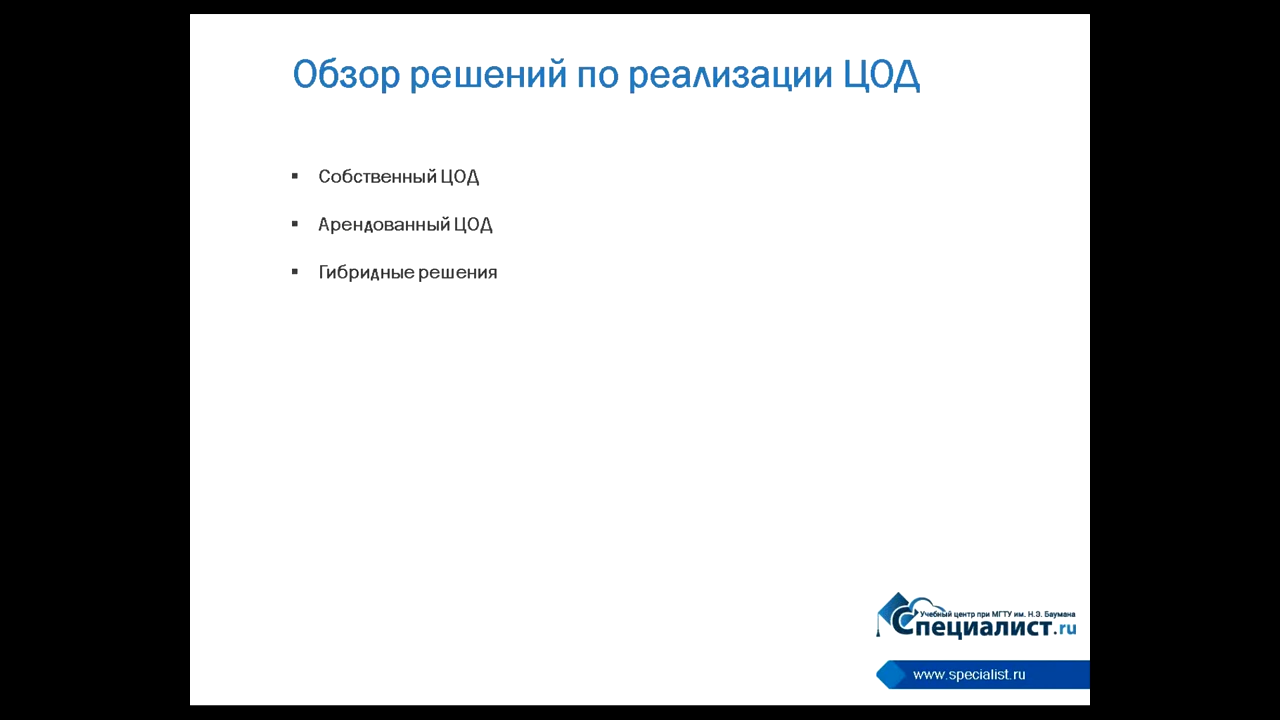 Обзор решений по реализации ЦОД
▪ Собственный ЦОД
▪ Арендованный ЦОД
▪ Гибридные решения
Учебный центр при МГТУ им. Н.Э. Баумана
Специалист.ru
www.specialist.ru